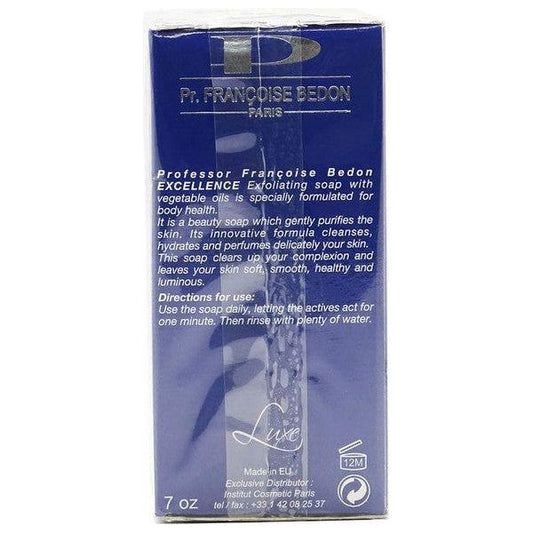 Pr. FRANÇOISE BEDON
PARIS
Professor Françoise Bedon
EXCELLENCE Exfoliating soap with
vegetable oils is specially formulated for
body health.
It is a beauty soap which gently purifies the
skin. Its innovative formula cleanses,
hydrates and perfumes delicately your skin.
This soap clears up your complexion and
leaves your skin soft, smooth, healthy and
luminous.
Directions for use:
Use the soap daily, letting the actives act for
one minute. Then rinse with plenty of water.
Luxe
12M
Made in EU
Exclusive Distributor :
Institut Cosmetic Paris
tel / fax : +33 1 42 08 25 37
7 oz